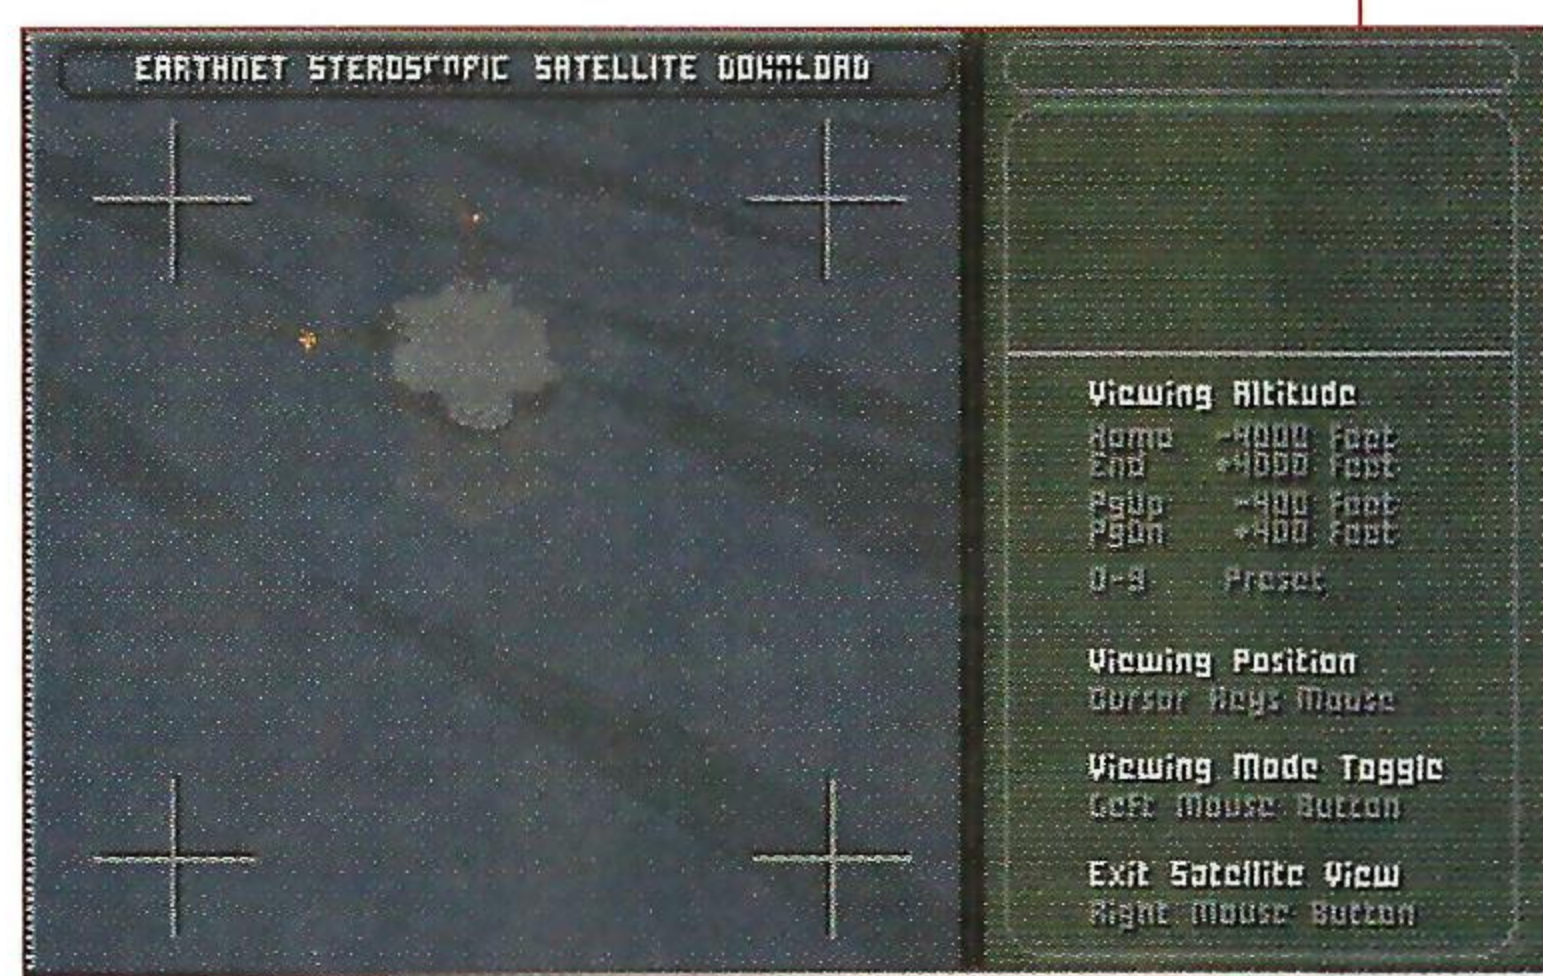 EARTHNET STEROSCOPIC SATELLITE DOWNLOAD
Viewing Altitude
Home -4000 Feet
End +4000 Feet
PgUp -400 Feet
PgDn +400 Feet
0-9 Preset
Viewing Position
Cursor Keys Mouse
Viewing Mode Toggle
Left Mouse Button
Exit Satellite View
Right Mouse Button